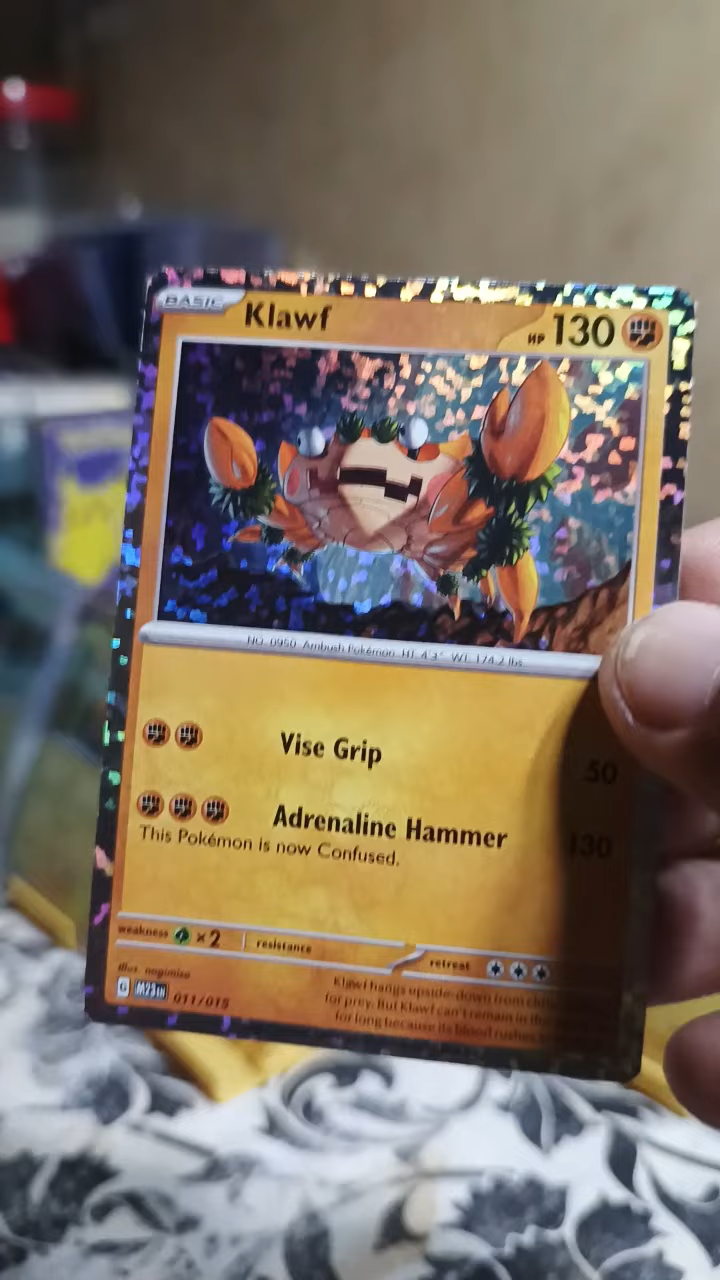 BASIC Klawf HP 130
NO. 0950 Ambush Pokémon HT: 4'3" WT: 174.2 lbs.
Vise Grip 50
Adrenaline Hammer 130
This Pokémon is now Confused.
weakness ×2 resistance retreat
Illus. nagimiso
Klawf hangs upside-down from
G M23 EN 011/015
for prey. But Klawf can't remain in
for long because its blood rushes